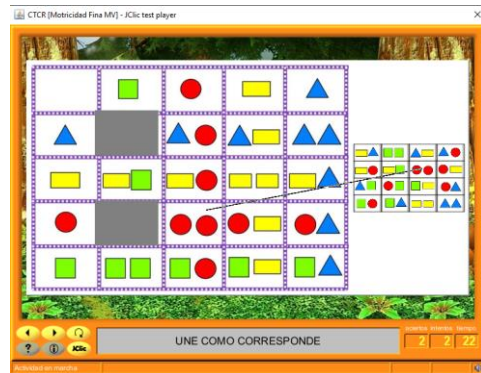 CTCR [Motricidad Fina MV] - JClic test player
UNE COMO CORRESPONDE
aciertos intentos tiempo
2 2 22
? JClic
Actividad en marcha